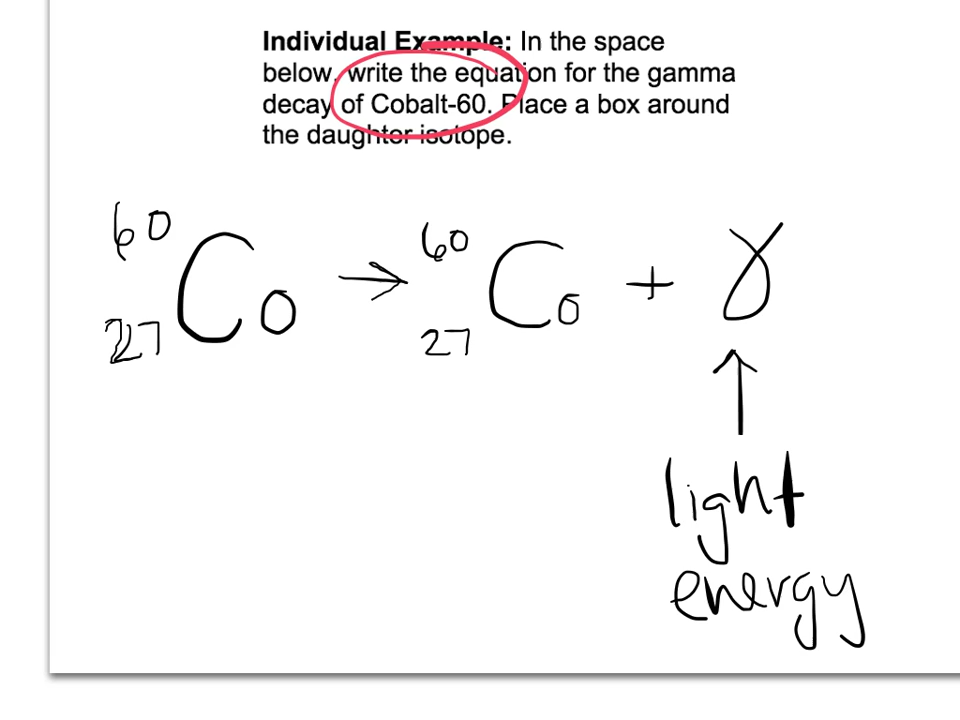 Individual Example: In the space
below, write the equation for the gamma
decay of Cobalt-60. Place a box around
the daughter isotope.
60 27 Co → 60 27 Co + γ
↑
light
energy